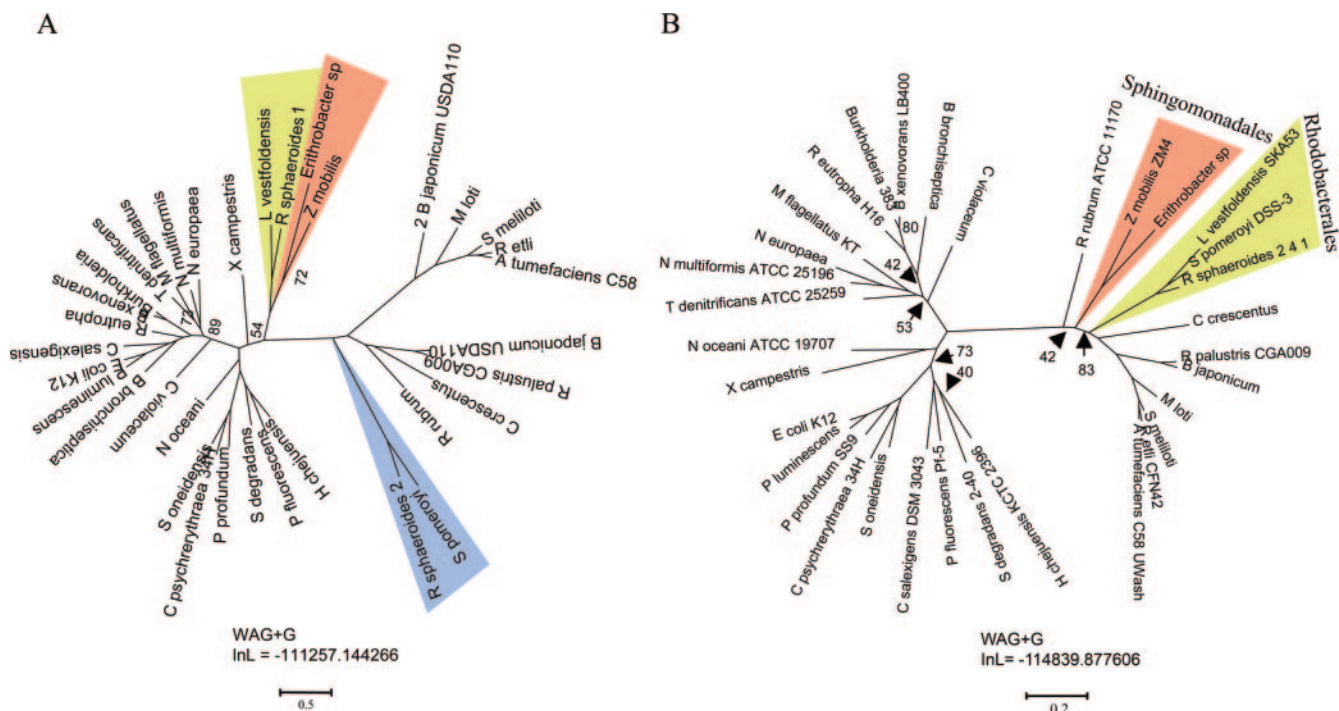 A
L vestfoldensis
R sphaeroides 1
Erithrobacter sp
Z mobilis
72
2 B japonicum USDA110
M loti
S meliloti
R etli
A tumefaciens C58
B japonicum USDA110
R palustris CGA009
C crescentus
R rubrum
R sphaeroides 2
S pomeroyi
H chejuensis
P fluorescens
S degradans
P profundum
C psychrerythraea 34H
S oneidensis
N oceani
C violaceum
B bronchiseptica
luminescens
E coli K12
C salexigensis
eutropha
xenovorans
burkholderia
T denitrificans
M flagellatus
N multiformis
N europaea
X campestris
73
89
54
WAG+G
lnL = -111257.144266
0.5
B
Sphingomonadales
Rhodobacterales
R rubrum ATCC 11170
Z mobilis ZM4
Erithrobacter sp
L vestfoldensis SKA53
S pomeroyi DSS-3
R sphaeroides 2 4 1
C crescentus
R palustris CGA009
B japonicum
M loti
S meliloti
R etli CFN42
A tumefaciens C58 UWash
42
83
C violaceum
B bronchiseptica
B xenovorans LB400
Burkholderia 383
R eutropha H16
M flagellatus KT
N europaea
N multiformis ATCC 25196
T denitrificans ATCC 25259
80
42
53
N oceani ATCC 19707
X campestris
73
40
E coli K12
P luminescens
P profundum SS9
C psychrerythraea 34H
S oneidensis
C salexigens DSM 3043
P fluorescens Pf-5
S degradans 2-40
H chejuensis KCTC 2396
WAG+G
lnL= -114839.877606
0.2